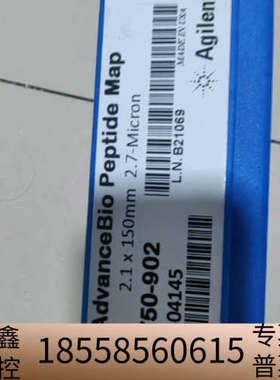 AdvanceBio Peptide Map
2.1 x 150mm 2.7-Micron
750-902
04145
L.N. B21069
MADE IN USA
Agilen
鑫
控
18558560615
专
普